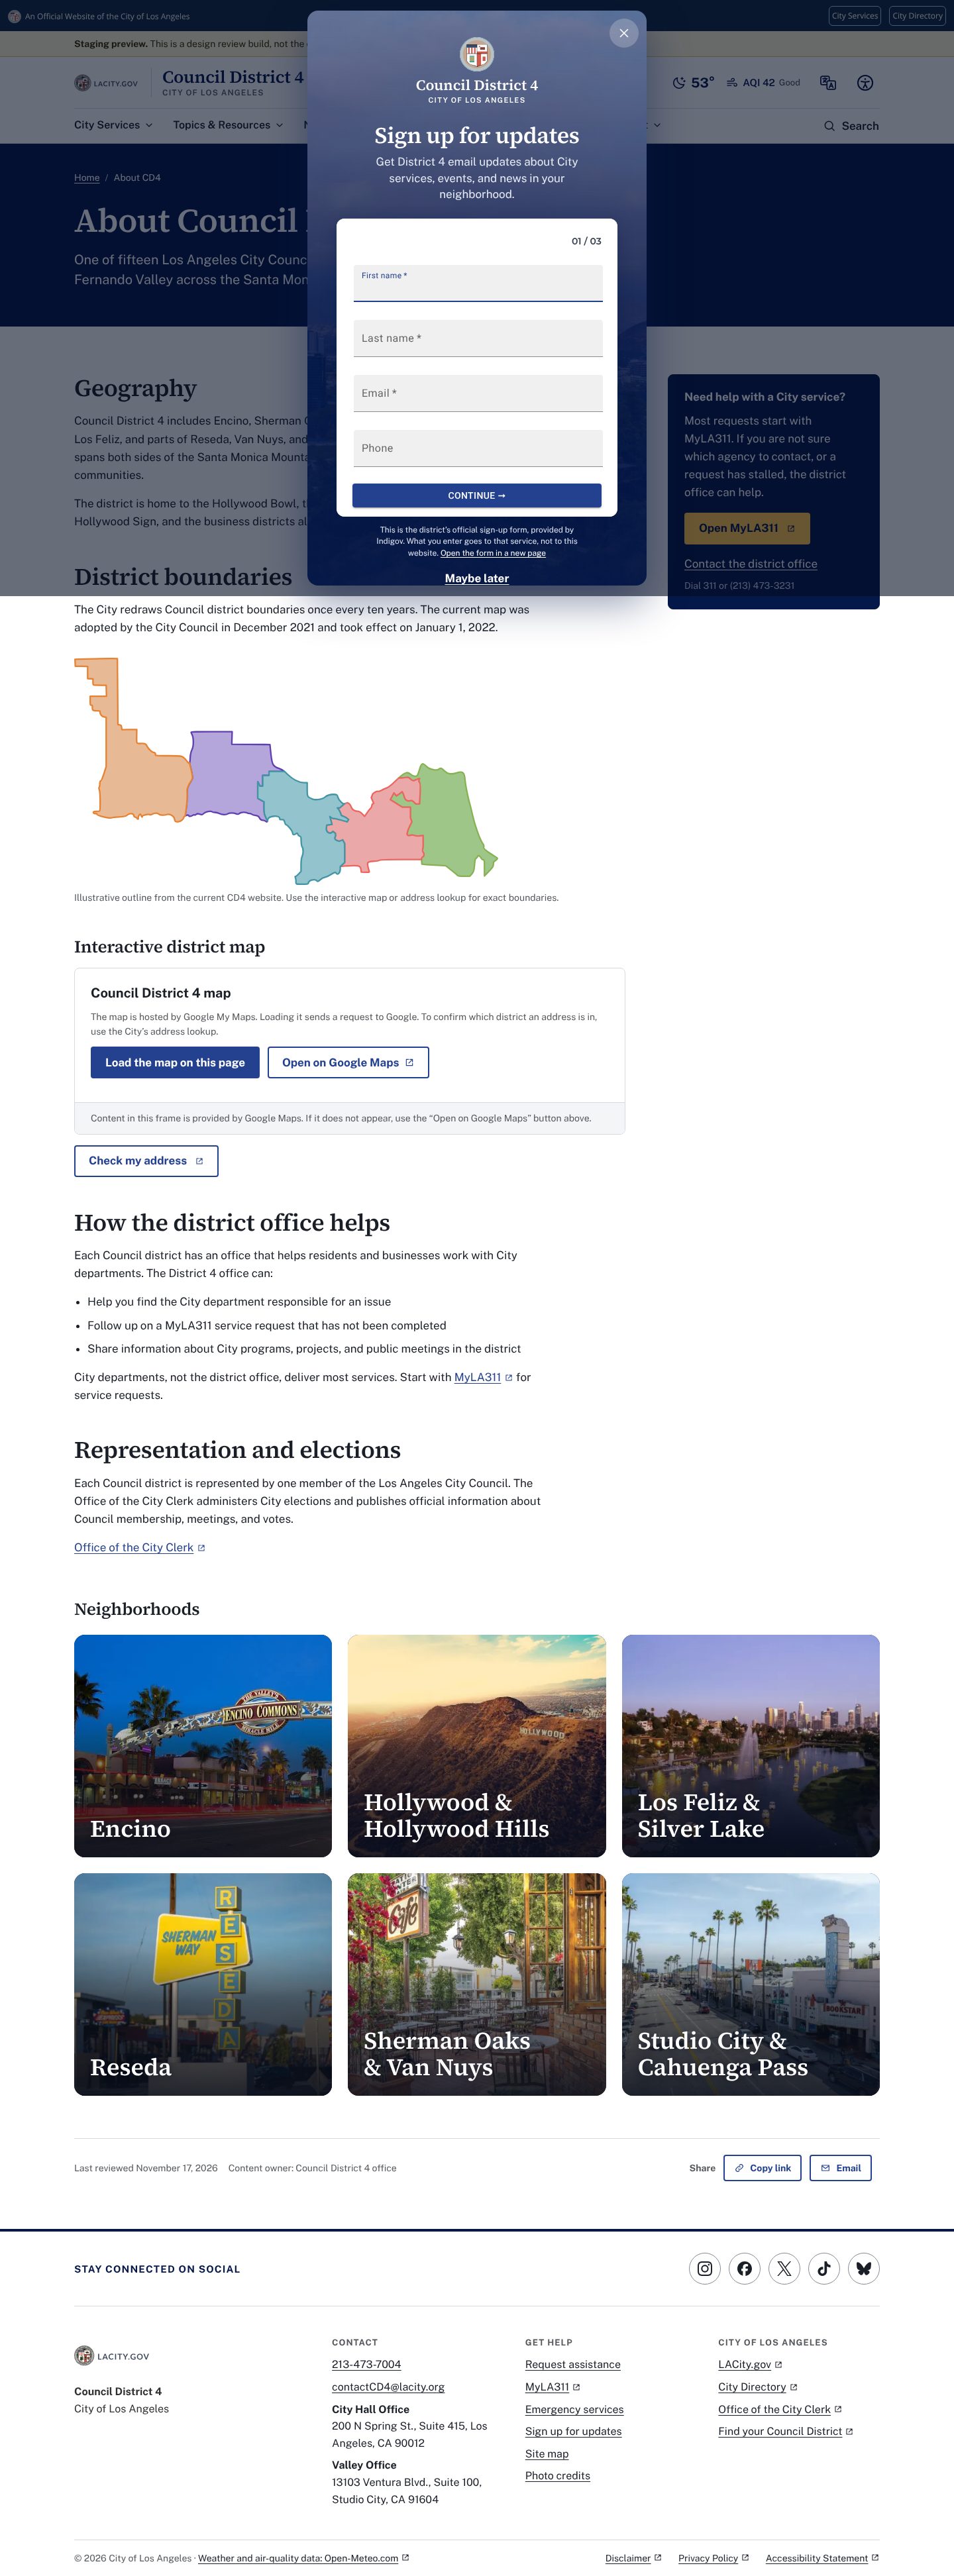 An Official Website of the City of Los Angeles
City Services
City Directory
Staging preview. This is a design review build, not the
LACITY.GOV
Council District 4
CITY OF LOS ANGELES
53°
AQI 42 Good
City Services
Topics & Resources
Search
Home / About CD4
About Council
One of fifteen Los Angeles City
Fernando Valley across the Santa
Council District 4
CITY OF LOS ANGELES
Sign up for updates
Get District 4 email updates about City
services, events, and news in your
neighborhood.
01 / 03
First name *
Last name *
Email *
Phone
CONTINUE →
This is the district's official sign-up form, provided by
Indigov. What you enter goes to that service, not to this
website. Open the form in a new page
Maybe later
Geography
Council District 4 includes Encino, Sherman
Los Feliz, and parts of Reseda, Van Nuys, and
spans both sides of the Santa Monica
communities.
The district is home to the Hollywood Bowl,
Hollywood Sign, and the business districts
Need help with a City service?
Most requests start with
MyLA311. If you are not sure
which agency to contact, or a
request has stalled, the district
office can help.
Open MyLA311
Contact the district office
Dial 311 or (213) 473-3231
District boundaries
The City redraws Council district boundaries once every ten years. The current map was
adopted by the City Council in December 2021 and took effect on January 1, 2022.
Illustrative outline from the current CD4 website. Use the interactive map or address lookup for exact boundaries.
Interactive district map
Council District 4 map
The map is hosted by Google My Maps. Loading it sends a request to Google. To confirm which district an address is in,
use the City's address lookup.
Load the map on this page
Open on Google Maps
Content in this frame is provided by Google Maps. If it does not appear, use the “Open on Google Maps” button above.
Check my address
How the district office helps
Each Council district has an office that helps residents and businesses work with City
departments. The District 4 office can:
• Help you find the City department responsible for an issue
• Follow up on a MyLA311 service request that has not been completed
• Share information about City programs, projects, and public meetings in the district
City departments, not the district office, deliver most services. Start with MyLA311 for
service requests.
Representation and elections
Each Council district is represented by one member of the Los Angeles City Council. The
Office of the City Clerk administers City elections and publishes official information about
Council membership, meetings, and votes.
Office of the City Clerk
Neighborhoods
THE VALLEY'S
ENCINO COMMONS
MIRACLE MILE
Encino
HOLLYWOOD
Hollywood &
Hollywood Hills
Los Feliz &
Silver Lake
SHERMAN
WAY
RESEDA
Reseda
Café
Sherman Oaks
& Van Nuys
BOOKSTAR
Studio City &
Cahuenga Pass
Last reviewed November 17, 2026
Content owner: Council District 4 office
Share
Copy link
Email
STAY CONNECTED ON SOCIAL
LACITY.GOV
Council District 4
City of Los Angeles
CONTACT
213-473-7004
contactCD4@lacity.org
City Hall Office
200 N Spring St., Suite 415, Los
Angeles, CA 90012
Valley Office
13103 Ventura Blvd., Suite 100,
Studio City, CA 91604
GET HELP
Request assistance
MyLA311
Emergency services
Sign up for updates
Site map
Photo credits
CITY OF LOS ANGELES
LACity.gov
City Directory
Office of the City Clerk
Find your Council District
© 2026 City of Los Angeles · Weather and air-quality data: Open-Meteo.com
Disclaimer
Privacy Policy
Accessibility Statement